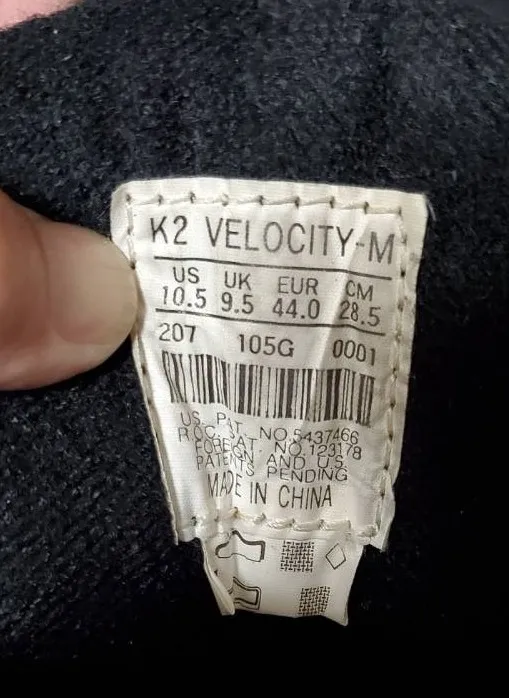 K2 VELOCITY-M
US UK EUR CM
10.5 9.5 44.0 28.5
207 105G 0001
US PAT. NO.5437466
R.O.C. PAT. NO.123178
FOREIGN AND U.S.
PATENTS PENDING
MADE IN CHINA